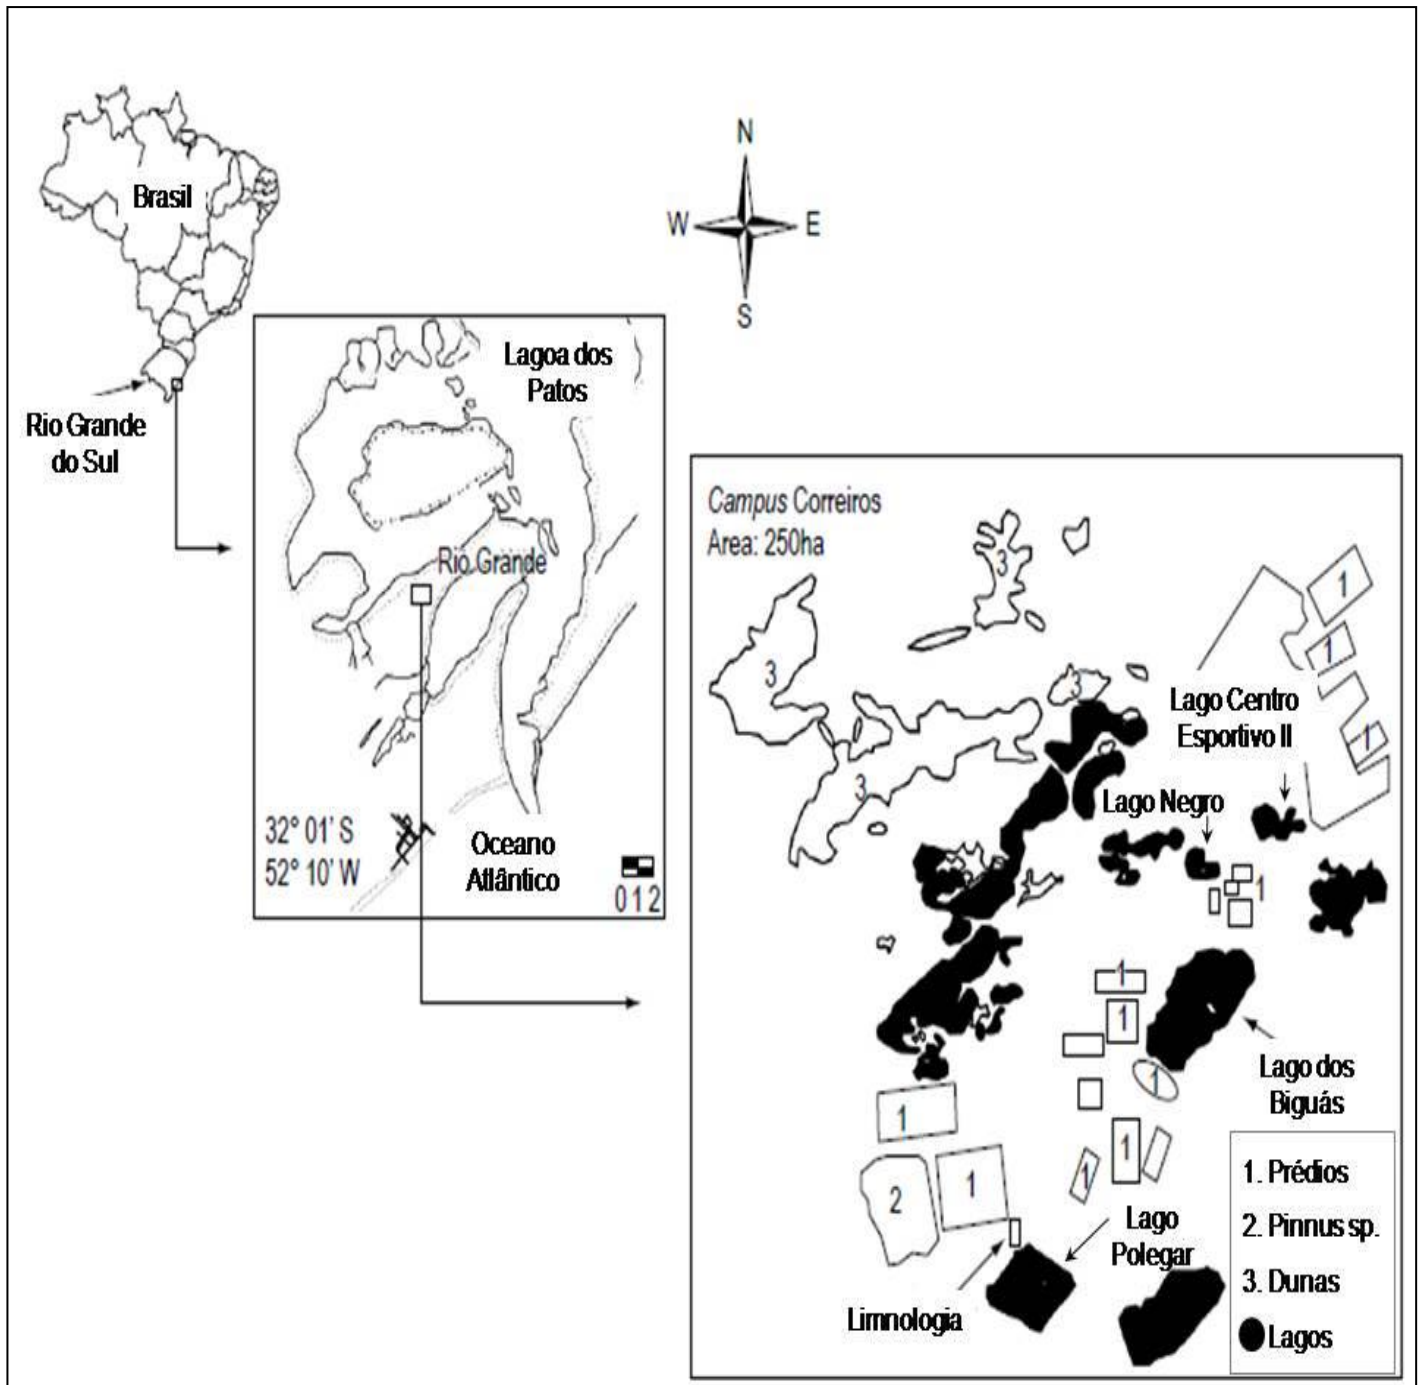 Brasil
Rio Grande
do Sul
N
W
E
S
Lagoa dos
Patos
Rio Grande
32° 01' S
52° 10' W
Oceano
Atlântico
0 1 2
Campus Correiros
Area: 250ha
3
3
3
3
1
1
1
Lago Centro
Esportivo II
Lago Negro
1
1
1
1
Lago dos
Biguás
1
2
1
1
1
Lago
Polegar
Limnologia
1. Prédios
2. Pinnus sp.
3. Dunas
Lagos